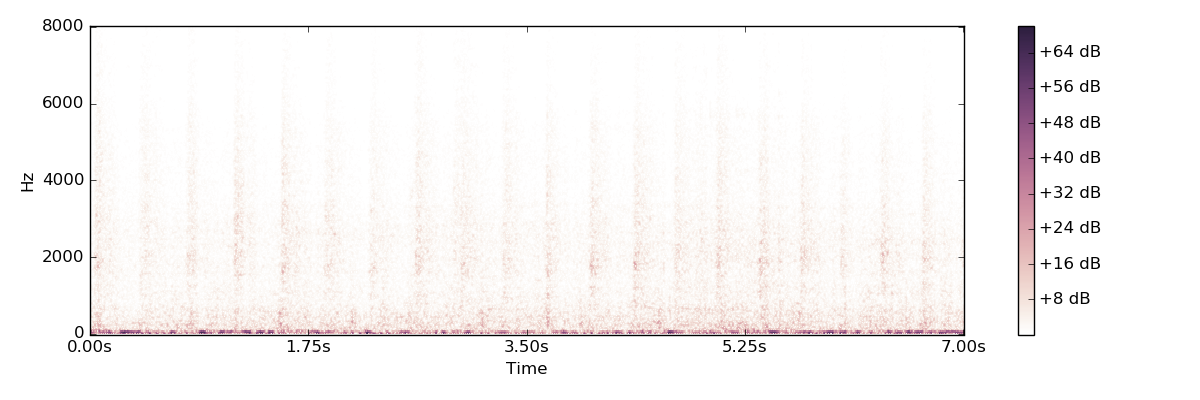 8000
6000
4000
2000
0
Hz
0.00s 1.75s 3.50s 5.25s 7.00s
Time
+64 dB
+56 dB
+48 dB
+40 dB
+32 dB
+24 dB
+16 dB
+8 dB